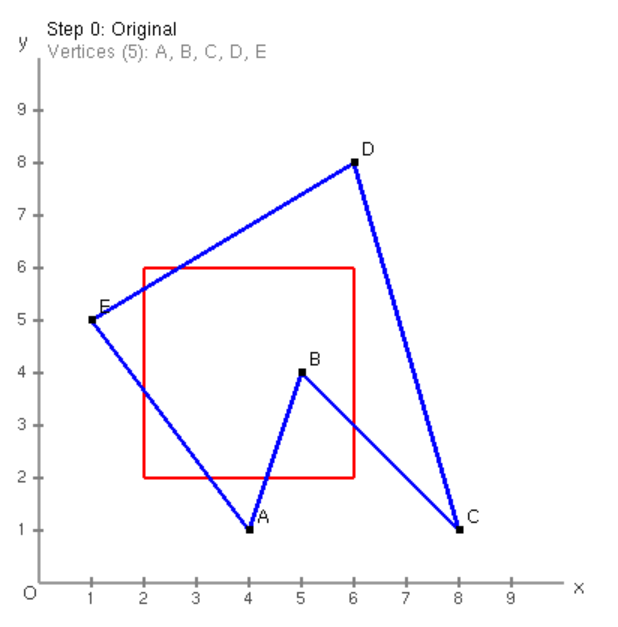 Step 0: Original
y
Vertices (5): A, B, C, D, E
9
D
8
7
6
E
5
B
4
3
2
A
C
1
O
1 2 3 4 5 6 7 8 9
x